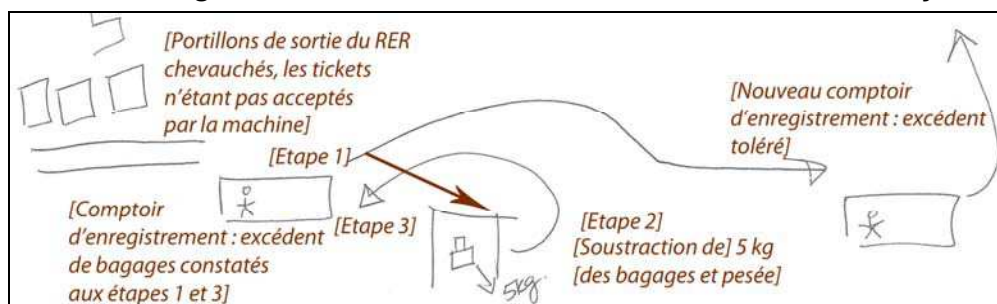 [Portillons de sortie du RER
chevauchés, les tickets
n'étant pas acceptés
par la machine]
[Etape 1]
[Nouveau comptoir
d'enregistrement : excédent
toléré]
[Comptoir
d'enregistrement : excédent
de bagages constatés
aux étapes 1 et 3]
[Etape 3]
[Etape 2]
[Soustraction de] 5 kg
[des bagages et pesée]
5kg.